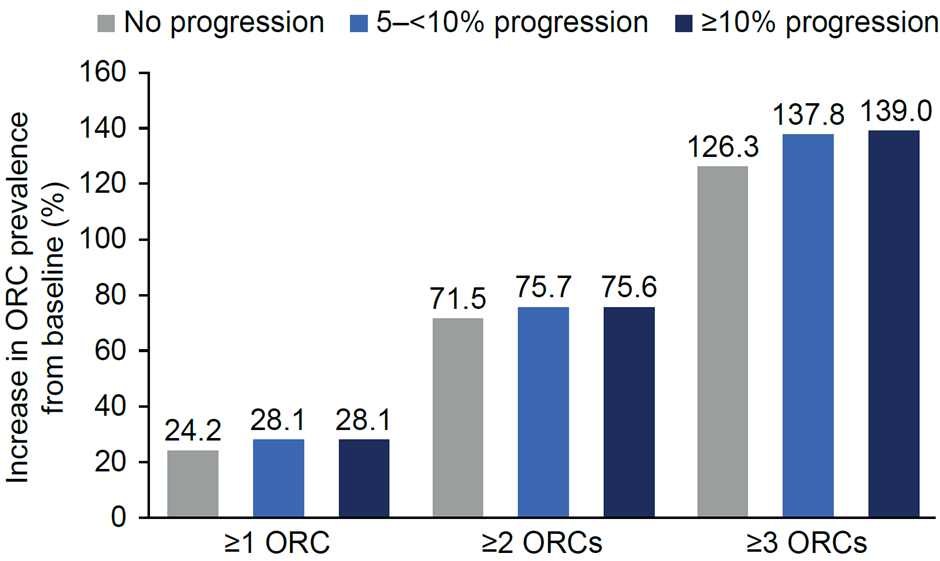 No progression 5–<10% progression ≥10% progression
Increase in ORC prevalence
from baseline (%)
160
140
120
100
80
60
40
20
0
24.2 28.1 28.1
71.5 75.7 75.6
126.3 137.8 139.0
≥1 ORC ≥2 ORCs ≥3 ORCs